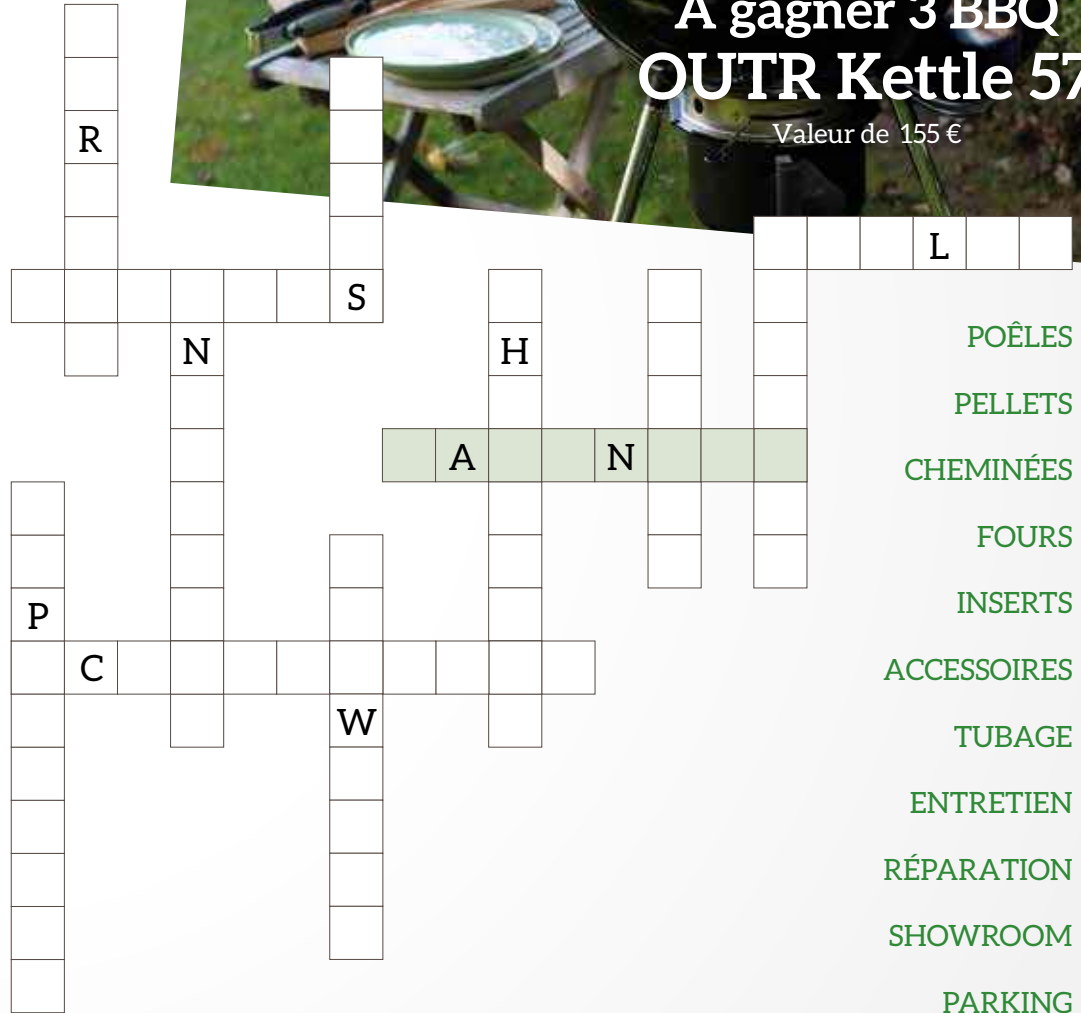 À gagner 3 BBQ
OUTR Kettle 57
Valeur de 155 €
R
L
S
N
H
A
N
P
C
W
POÊLES
PELLETS
CHEMINÉES
FOURS
INSERTS
ACCESSOIRES
TUBAGE
ENTRETIEN
RÉPARATION
SHOWROOM
PARKING